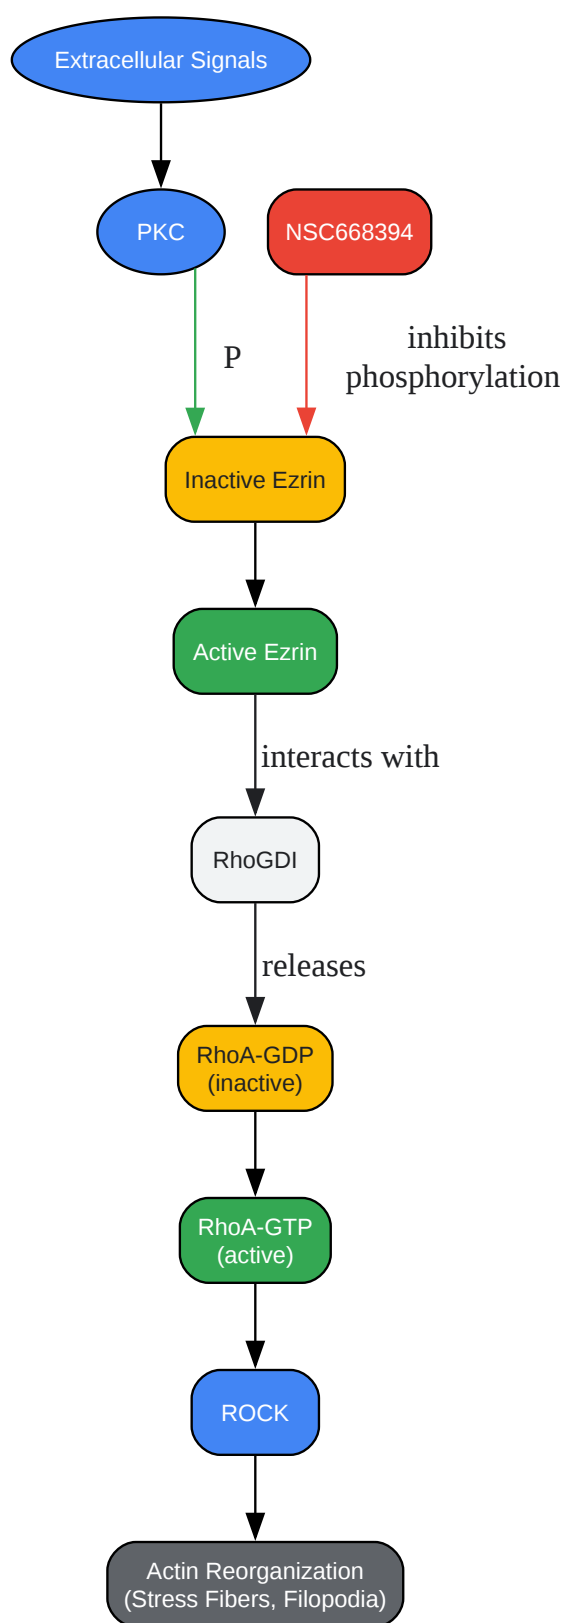 Extracellular Signals
PKC
NSC668394
P
inhibits
phosphorylation
Inactive Ezrin
Active Ezrin
interacts with
RhoGDI
releases
RhoA-GDP
(inactive)
RhoA-GTP
(active)
ROCK
Actin Reorganization
(Stress Fibers, Filopodia)